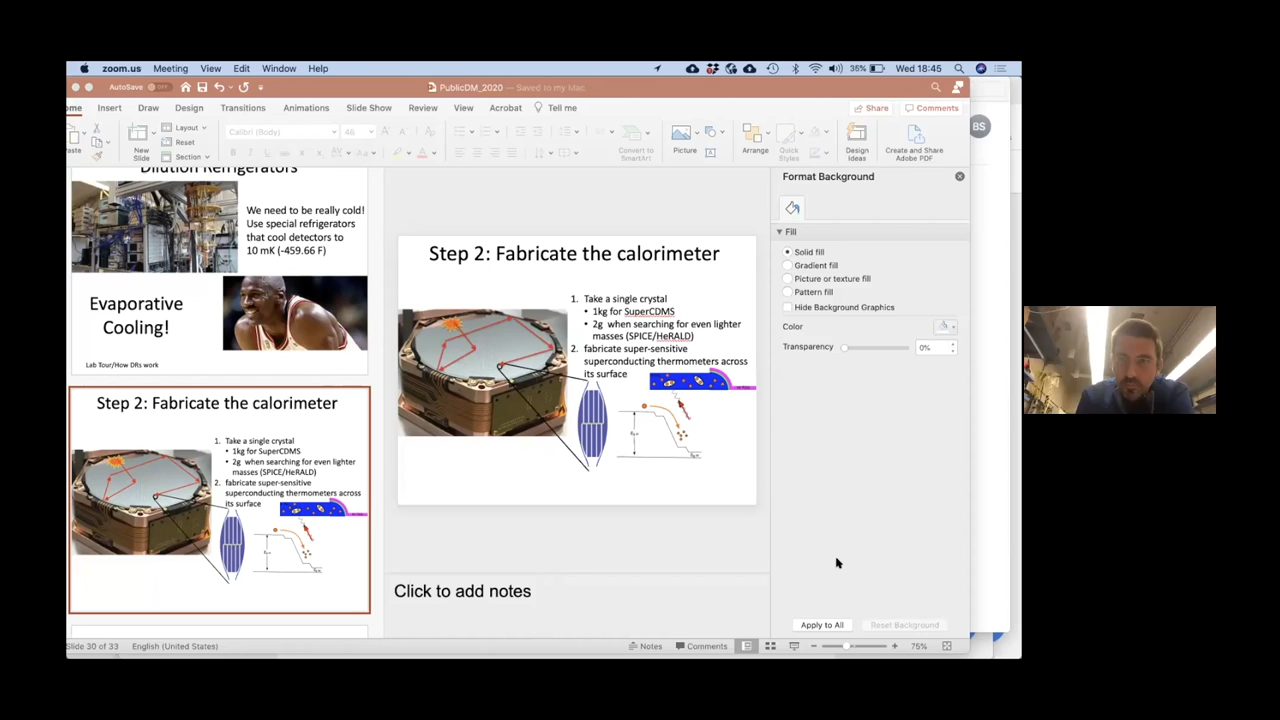 zoom.us Meeting View Edit Window Help 35% Wed 18:45
AutoSave OFF PublicDM_2020 — Saved to my Mac
ome Insert Draw Design Transitions Animations Slide Show Review View Acrobat Tell me Share Comments
BS
Paste New Slide Layout Reset Section Calibri (Body) 48 Convert to SmartArt Picture Arrange Quick Styles Design Ideas Create and Share Adobe PDF
Dilution Refrigerators
We need to be really cold!
Use special refrigerators
that cool detectors to
10 mK (-459.66 F)
Evaporative
Cooling!
Lab Tour/How DRs work
Step 2: Fabricate the calorimeter
1. Take a single crystal
• 1kg for SuperCDMS
• 2g when searching for even lighter
masses (SPICE/HeRALD)
2. fabricate super-sensitive
superconducting thermometers across
its surface
Step 2: Fabricate the calorimeter
1. Take a single crystal
• 1kg for SuperCDMS
• 2g when searching for even lighter
masses (SPICE/HeRALD)
2. fabricate super-sensitive
superconducting thermometers across
its surface
Click to add notes
Format Background
Fill
Solid fill
Gradient fill
Picture or texture fill
Pattern fill
Hide Background Graphics
Color
Transparency 0%
Apply to All Reset Background
Slide 30 of 33 English (United States) Notes Comments 75%